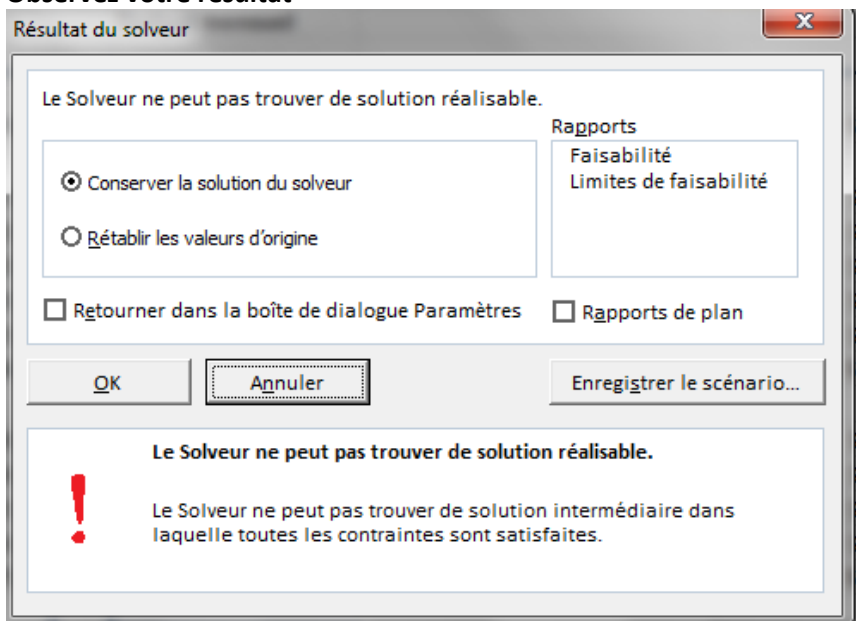 Observez votre résultat
Résultat du solveur
Le Solveur ne peut pas trouver de solution réalisable.
Rapports
Faisabilité
Limites de faisabilité
Conserver la solution du solveur
Rétablir les valeurs d'origine
Retourner dans la boîte de dialogue Paramètres
Rapports de plan
OK
Annuler
Enregistrer le scénario...
Le Solveur ne peut pas trouver de solution réalisable.
Le Solveur ne peut pas trouver de solution intermédiaire dans
laquelle toutes les contraintes sont satisfaites.